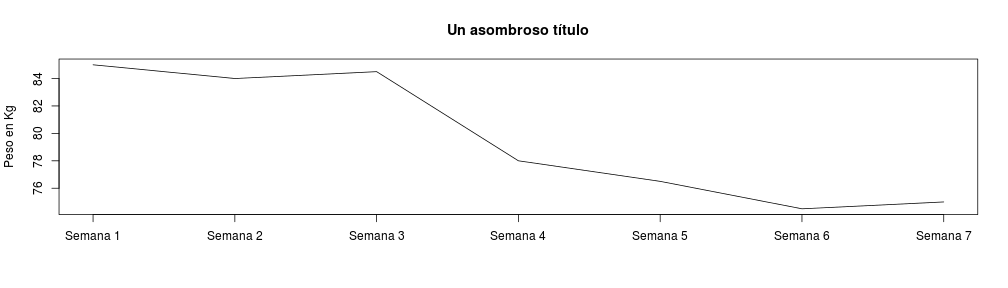 Un asombroso título
Peso en Kg
84
82
80
78
76
Semana 1 Semana 2 Semana 3 Semana 4 Semana 5 Semana 6 Semana 7